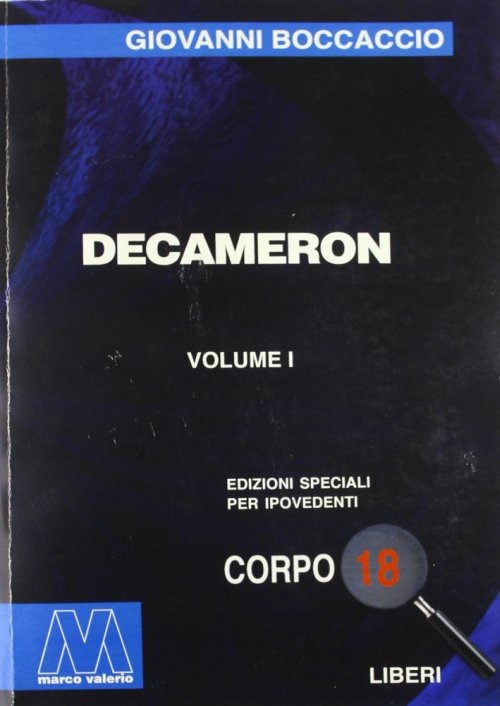 GIOVANNI BOCCACCIO
DECAMERON
VOLUME I
EDIZIONI SPECIALI
PER IPOVEDENTI
CORPO 18
marco valerio
LIBERI